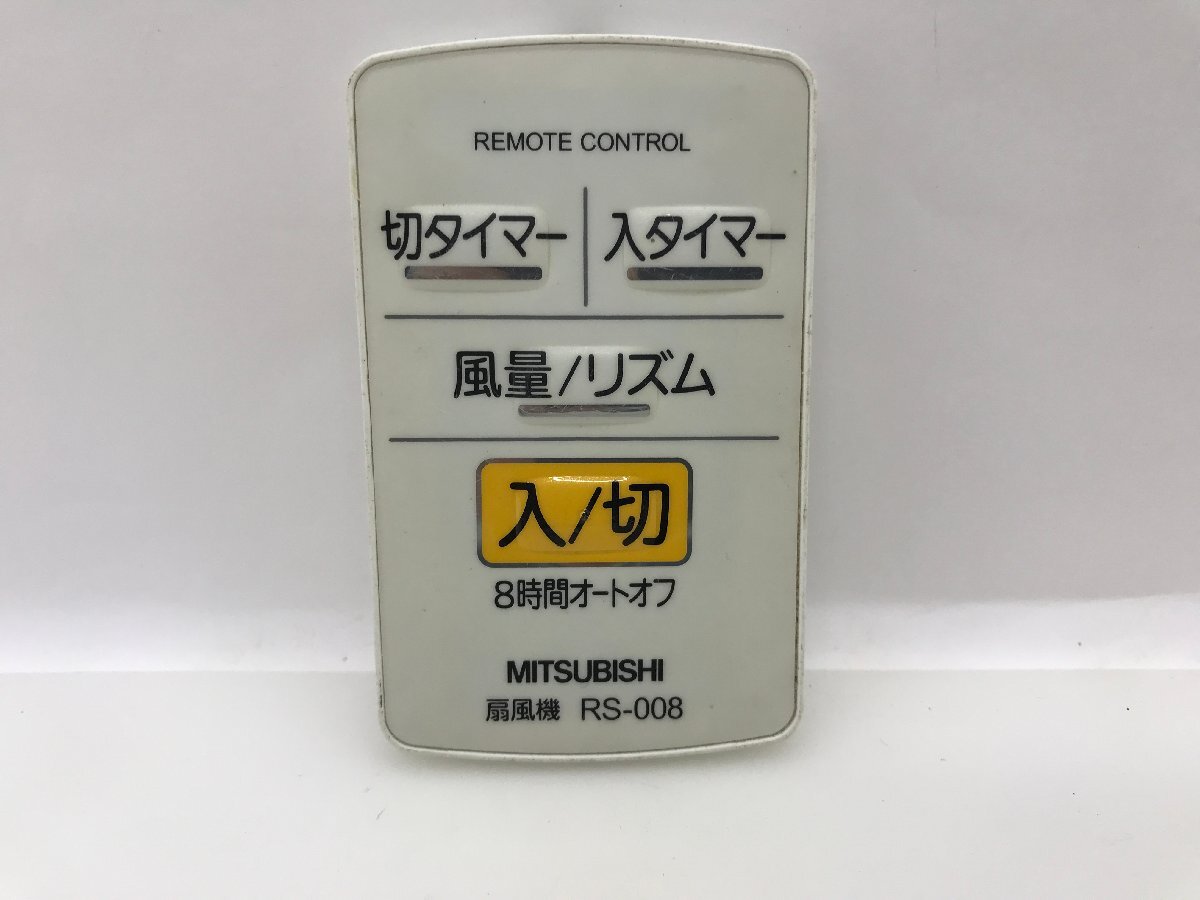 REMOTE CONTROL
切タイマー
入タイマー
風量/リズム
入/切
8時間オートオフ
MITSUBISHI
扇風機 RS-008